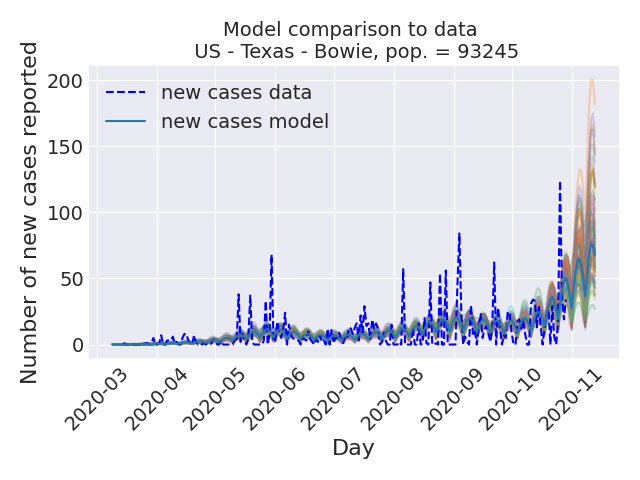 Model comparison to data
US - Texas - Bowie, pop. = 93245
Number of new cases reported
200
150
100
50
0
new cases data
new cases model
2020-03
2020-04
2020-05
2020-06
2020-07
2020-08
2020-09
2020-10
2020-11
Day